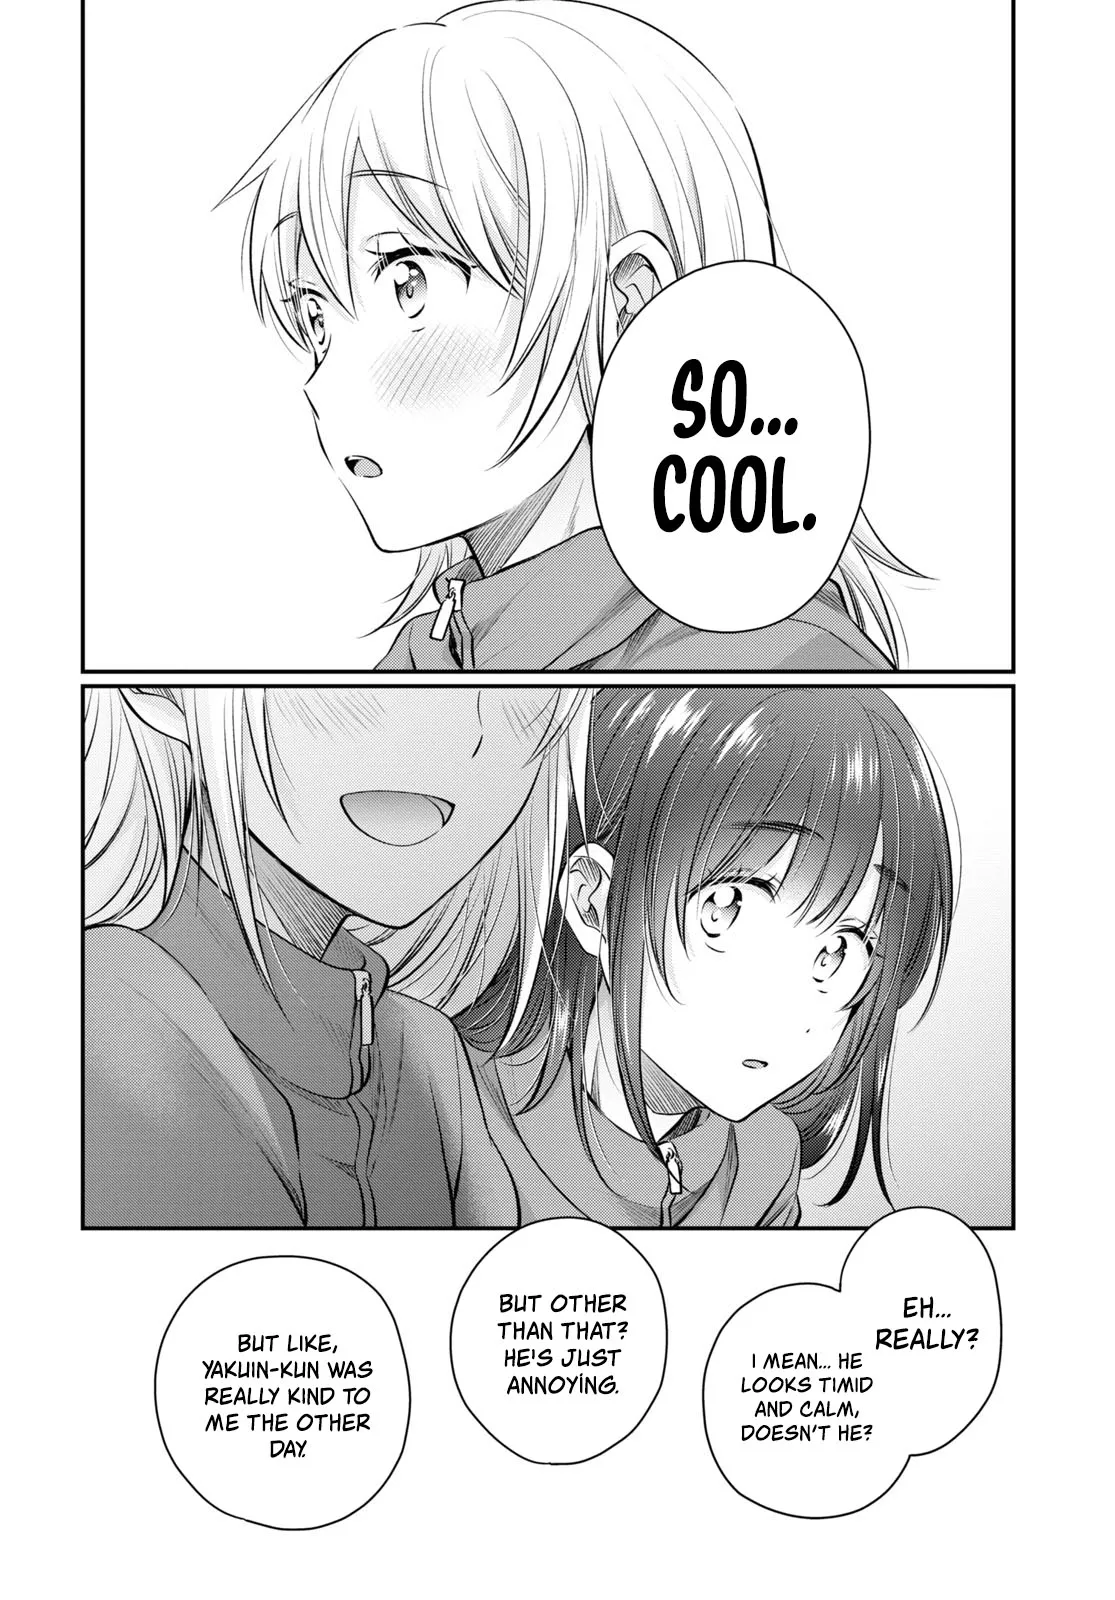 SO...
COOL.
EH...
REALLY?
I MEAN... HE
LOOKS TIMID
AND CALM,
DOESN'T HE?
BUT OTHER
THAN THAT?
HE'S JUST
ANNOYING.
BUT LIKE,
YAKUIN-KUN WAS
REALLY KIND TO
ME THE OTHER
DAY.